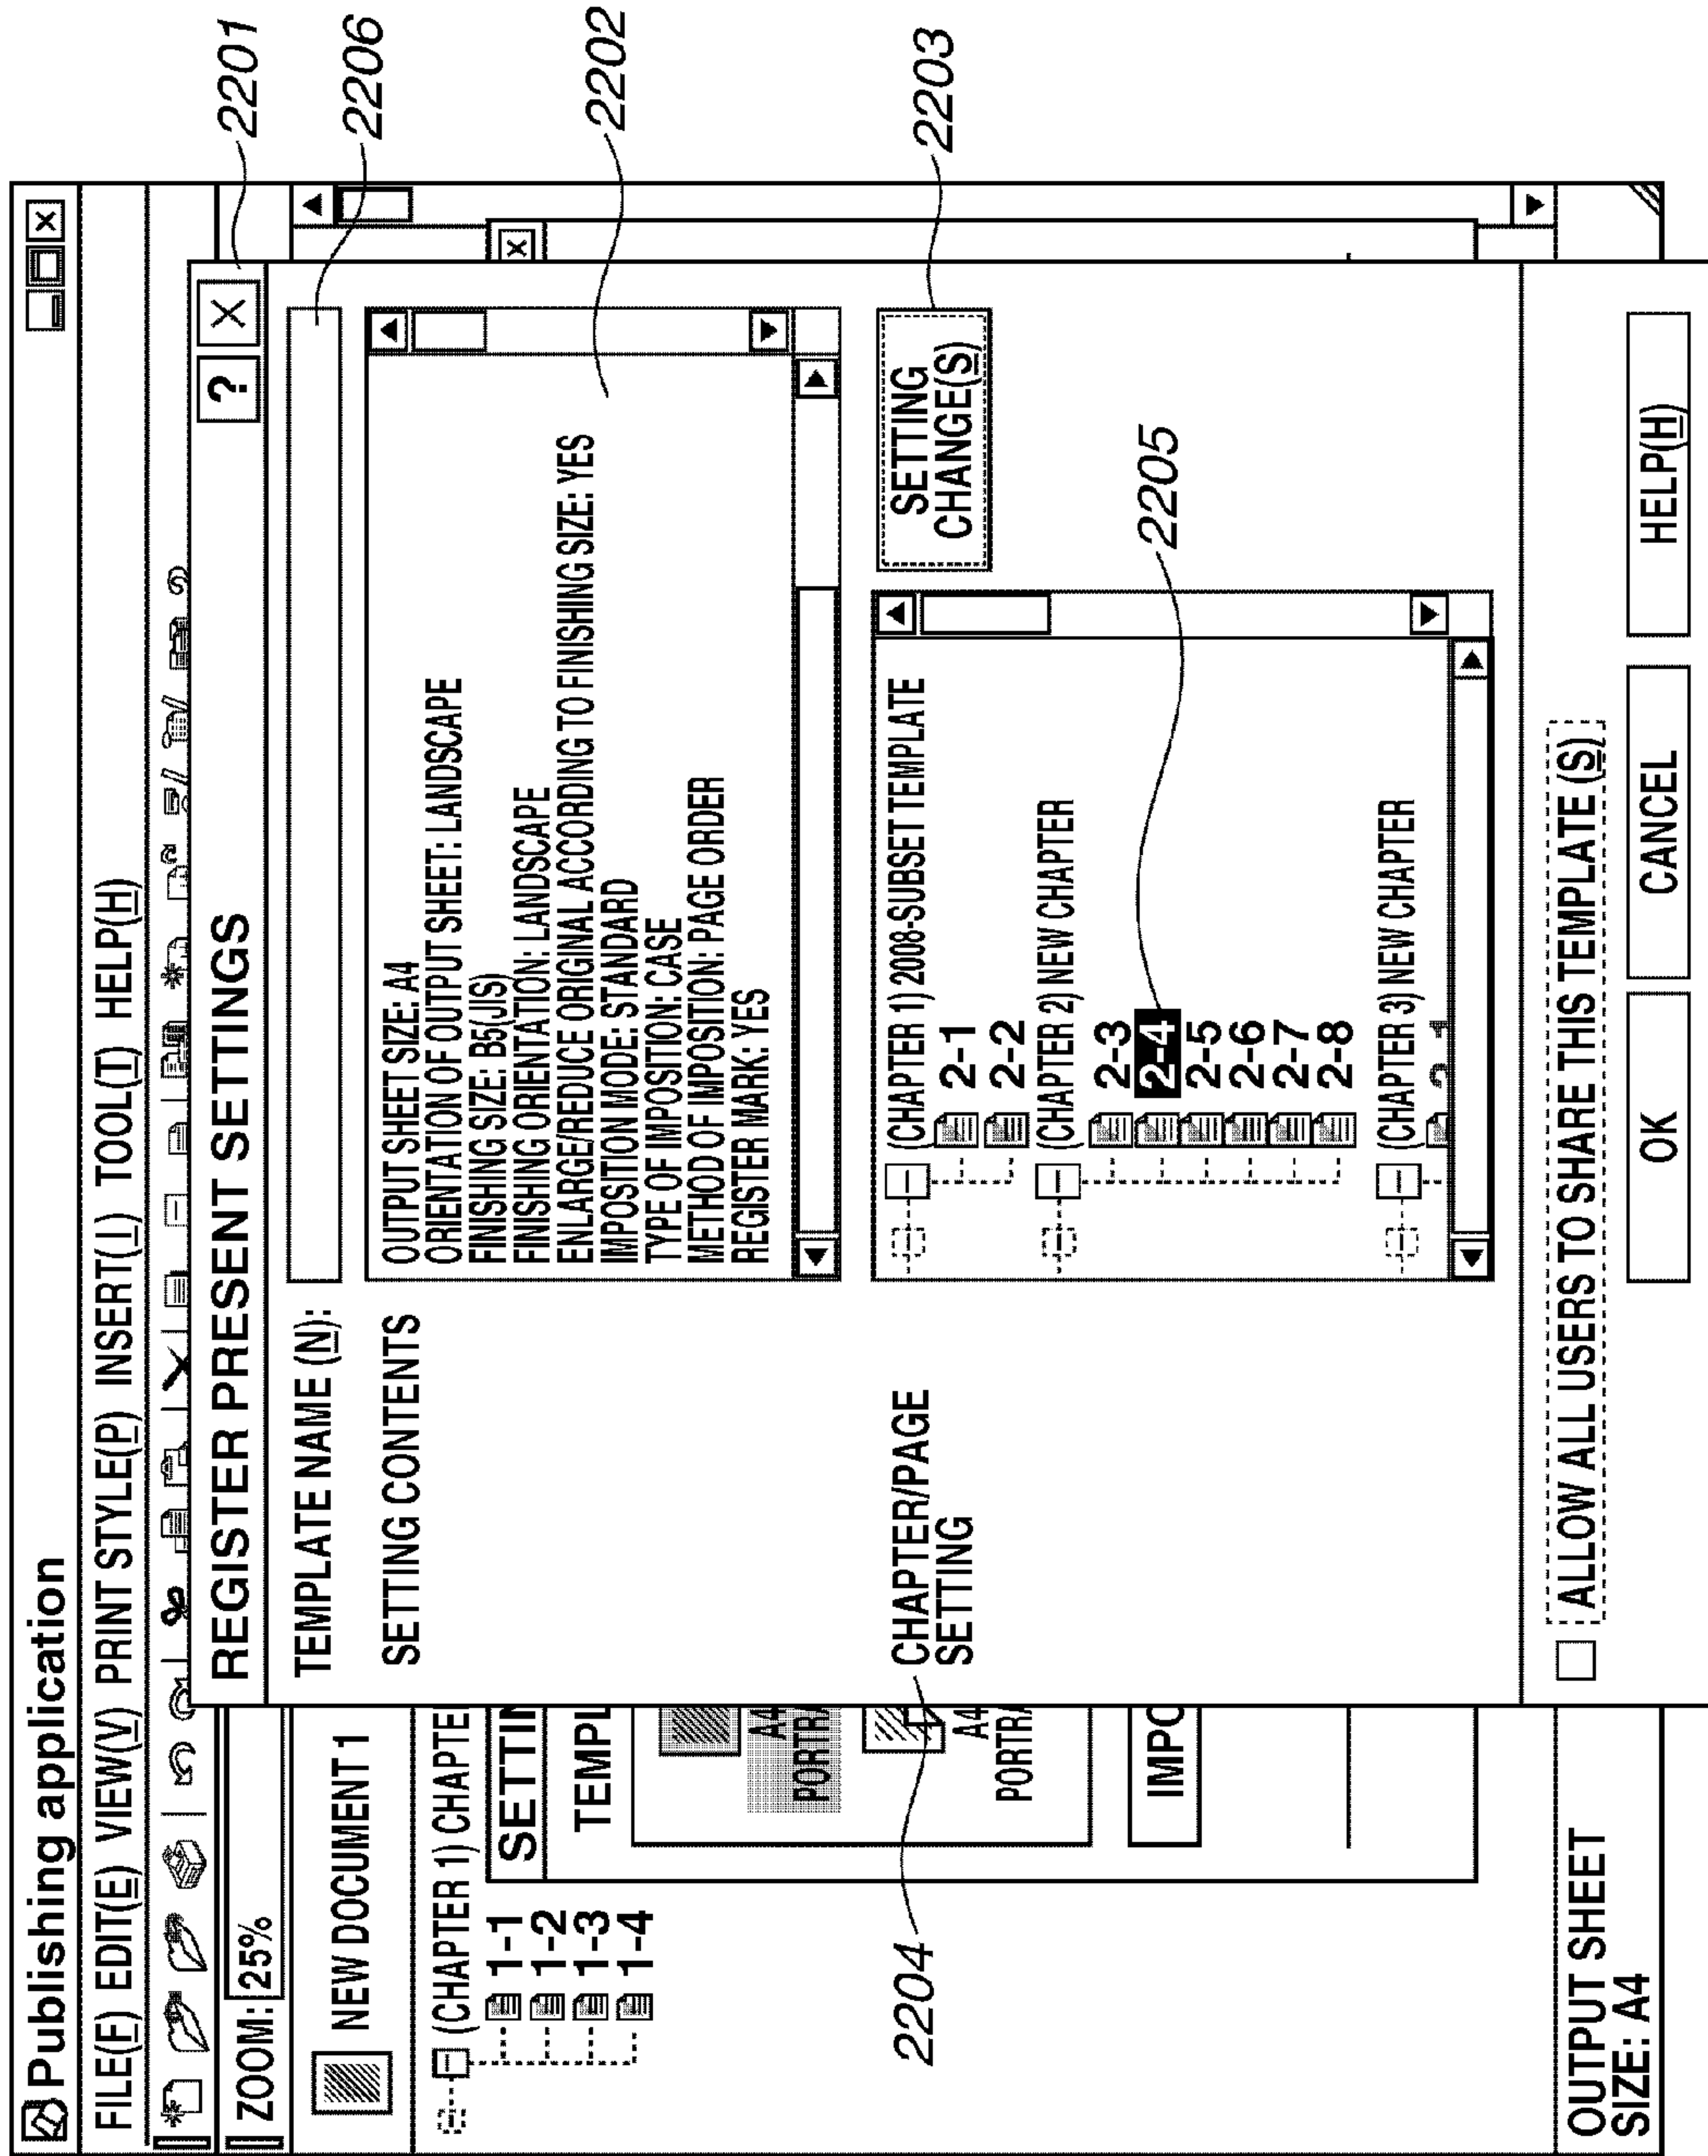 Publishing application
FILE(F) EDIT(E) VIEW(V) PRINT STYLE(P) INSERT(I) TOOL(T) HELP(H)
ZOOM: 25%
NEW DOCUMENT 1
(CHAPTER 1) CHAPTE
1-1
1-2
1-3
1-4
SETTIN
TEMPL
A4
PORTRA
A4
PORTRA
IMPO
OUTPUT SHEET
SIZE: A4
REGISTER PRESENT SETTINGS
? X
2201
TEMPLATE NAME (N):
2206
SETTING CONTENTS
OUTPUT SHEET SIZE: A4
ORIENTATION OF OUTPUT SHEET: LANDSCAPE
FINISHING SIZE: B5(JIS)
FINISHING ORIENTATION: LANDSCAPE
ENLARGE/REDUCE ORIGINAL ACCORDING TO FINISHING SIZE: YES
IMPOSITION MODE: STANDARD
TYPE OF IMPOSITION: CASE
METHOD OF IMPOSITION: PAGE ORDER
REGISTER MARK: YES
2202
CHAPTER/PAGE
SETTING
2204
(CHAPTER 1) 2008-SUBSET TEMPLATE
2-1
2-2
(CHAPTER 2) NEW CHAPTER
2-3
2-4
2-5
2-6
2-7
2-8
(CHAPTER 3) NEW CHAPTER
2205
SETTING
CHANGE(S)
2203
ALLOW ALL USERS TO SHARE THIS TEMPLATE (S)
OK
CANCEL
HELP(H)